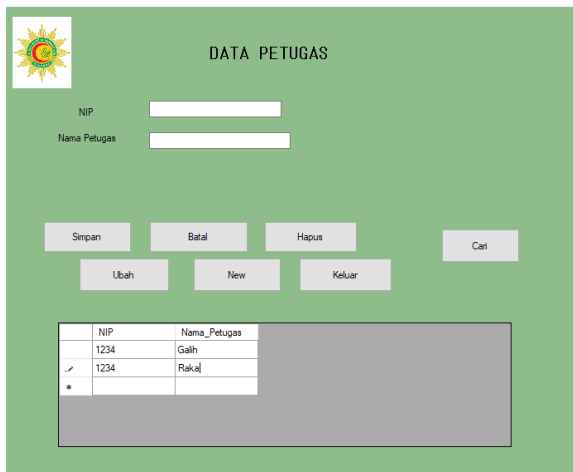 DATA PETUGAS
NIP
Nama Petugas
Simpan Batal Hapus Cari
Ubah New Keluar
NIP Nama_Petugas
1234 Galih
1234 Raka